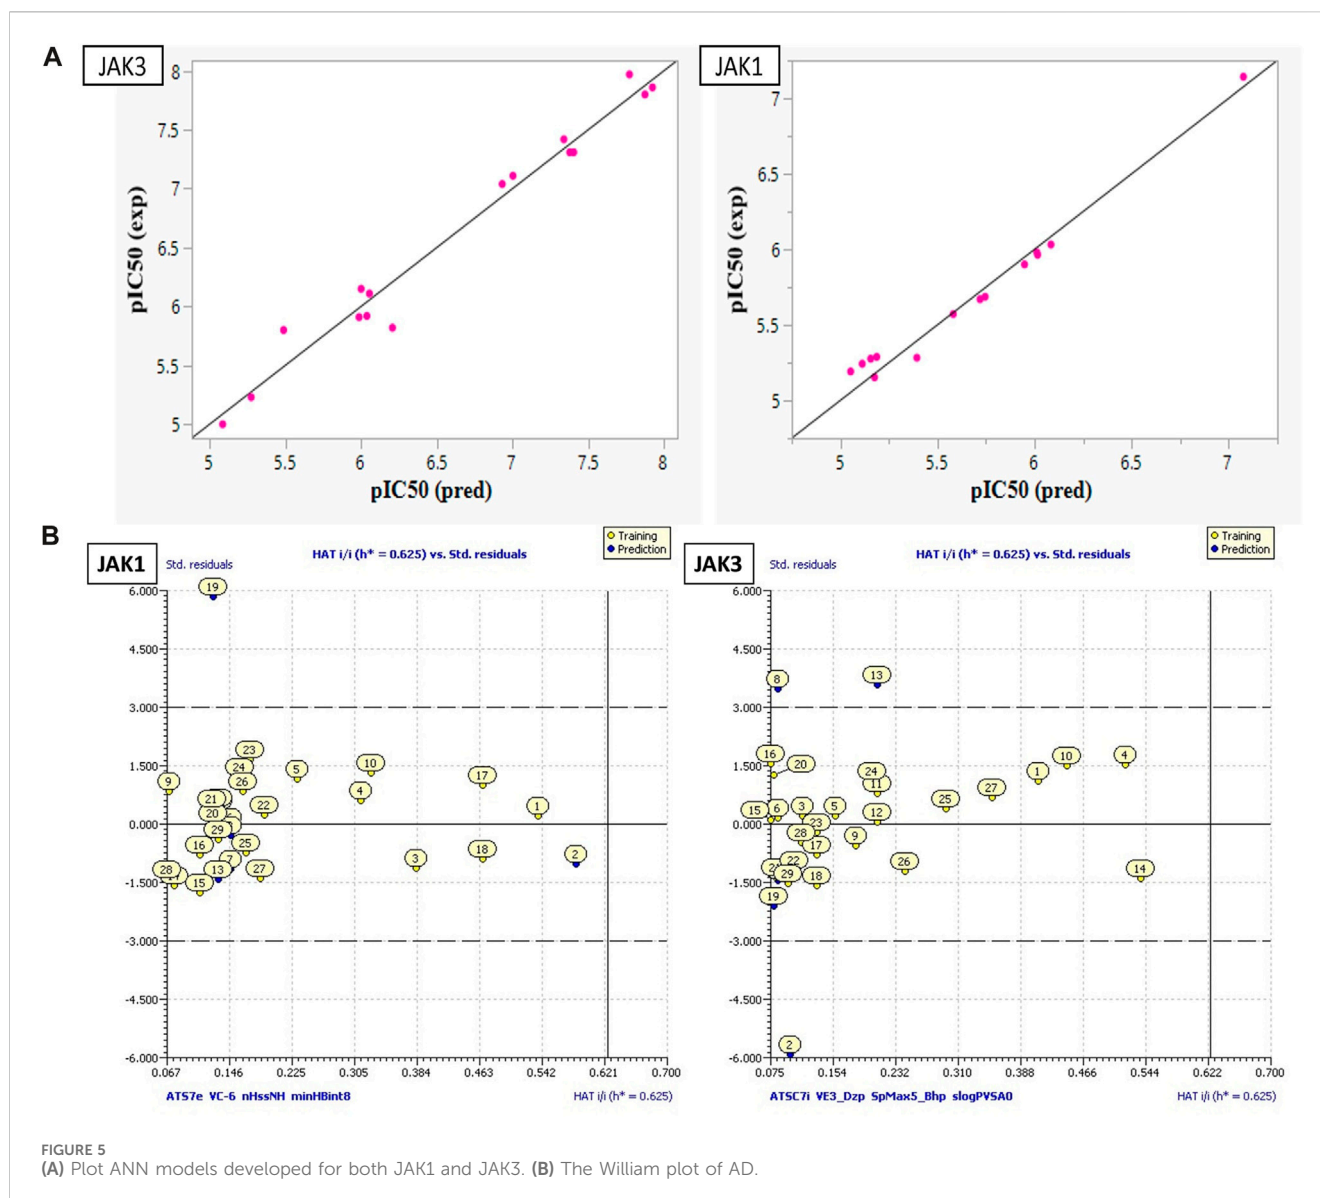 A
JAK3
8
7.5
7
6.5
6
5.5
5
pIC50 (exp)
5 5.5 6 6.5 7 7.5 8
pIC50 (pred)
JAK1
7
6.5
6
5.5
5
pIC50 (exp)
5 5.5 6 6.5 7
pIC50 (pred)
B
JAK1
Std. residuals
HAT i/i (h* = 0.625) vs. Std. residuals
Training
Prediction
6.000
4.500
3.000
1.500
0.000
-1.500
-3.000
-4.500
-6.000
19
23
24
26
9
5
10
4
17
1
21
20
22
29
16
25
7
13
28
15
27
3
18
2
0.067 0.146 0.225 0.305 0.384 0.463 0.542 0.621 0.700
ATS7e VC-6 nHssNH minHBint8
HAT i/i (h* = 0.625)
JAK3
Std. residuals
HAT i/i (h* = 0.625) vs. Std. residuals
Training
Prediction
6.000
4.500
3.000
1.500
0.000
-1.500
-3.000
-4.500
-6.000
8
13
16
20
24
11
1
10
4
27
25
15
6
3
5
12
23
28
17
9
22
29
18
26
14
19
2
0.075 0.154 0.232 0.310 0.388 0.466 0.544 0.622 0.700
ATSC7i VE3_Dzp SpMax5_Bhp slogPVSA0
HAT i/i (h* = 0.625)
FIGURE 5
(A) Plot ANN models developed for both JAK1 and JAK3. (B) The William plot of AD.